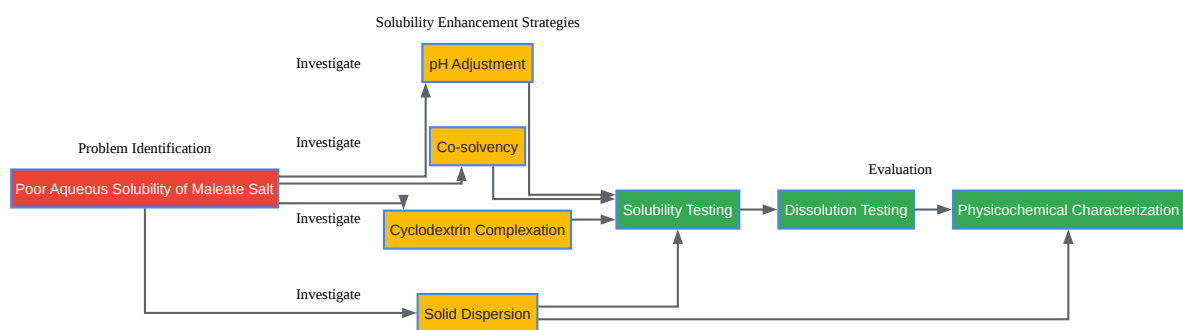 Solubility Enhancement Strategies
Investigate
pH Adjustment
Investigate
Co-solvency
Problem Identification
Poor Aqueous Solubility of Maleate Salt
Investigate
Cyclodextrin Complexation
Investigate
Solid Dispersion
Evaluation
Solubility Testing
Dissolution Testing
Physicochemical Characterization